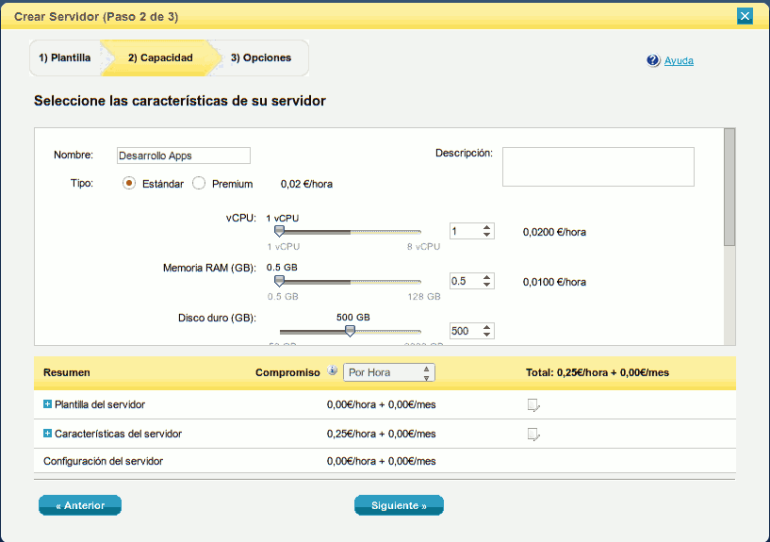 Crear Servidor (Paso 2 de 3)
1) Plantilla 2) Capacidad 3) Opciones
Ayuda
Seleccione las características de su servidor
Nombre: Desarrollo Apps Descripción:
Tipo: Estándar Premium 0,02 €/hora
vCPU: 1 vCPU
1 0,0200 €/hora
1 vCPU 8 vCPU
Memoria RAM (GB): 0.5 GB
0.5 0,0100 €/hora
0.5 GB 128 GB
Disco duro (GB): 500 GB
500
Resumen Compromiso Por Hora Total: 0,25€/hora + 0,00€/mes
Plantilla del servidor 0,00€/hora + 0,00€/mes
Características del servidor 0,25€/hora + 0,00€/mes
Configuración del servidor 0,00€/hora + 0,00€/mes
« Anterior Siguiente »